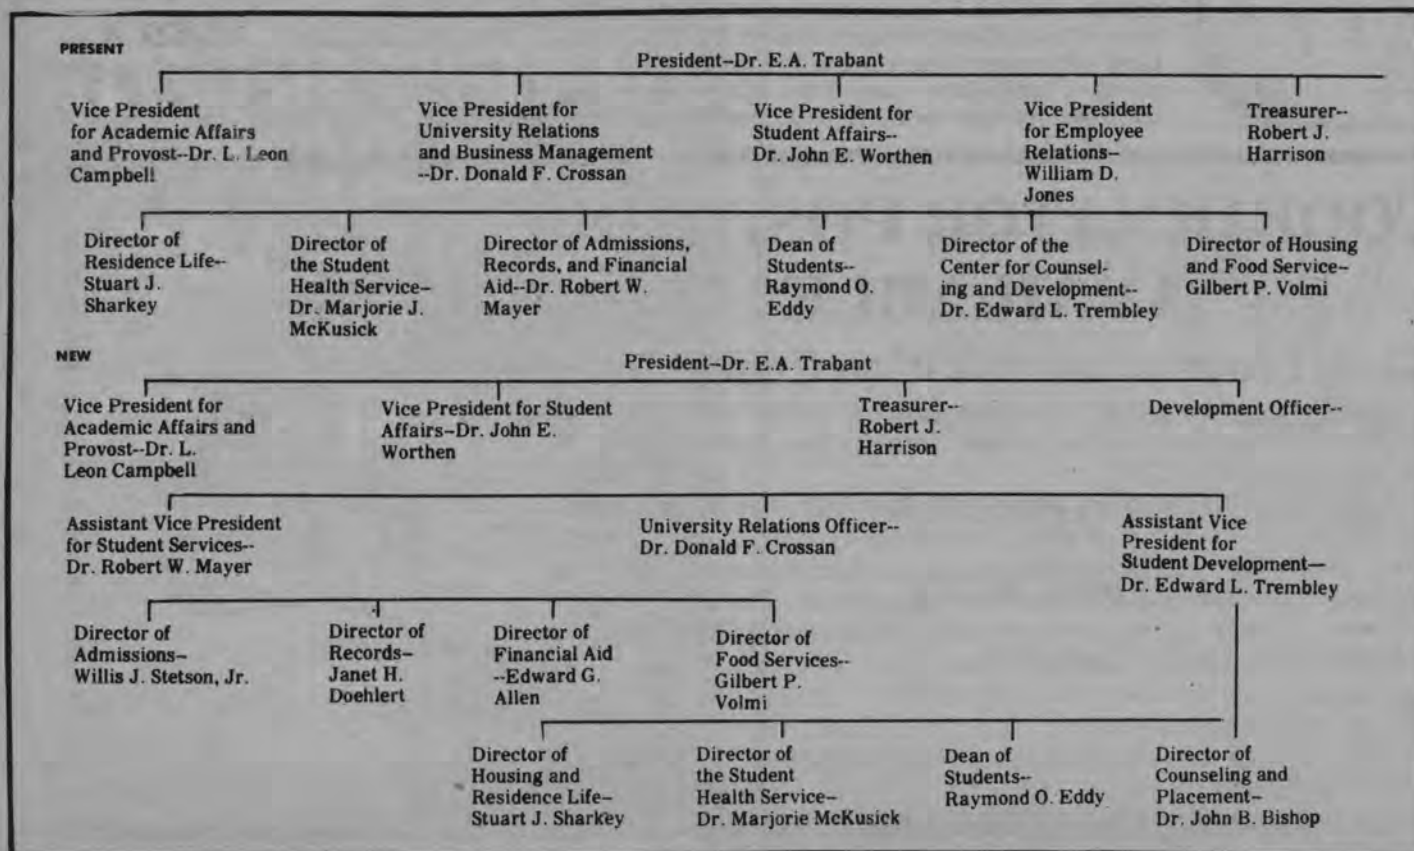 PRESENT
President--Dr. E.A. Trabant
Vice President
for Academic Affairs
and Provost--Dr. L. Leon
Campbell
Vice President for
University Relations
and Business Management
--Dr. Donald F. Crossan
Vice President for
Student Affairs--
Dr. John E. Worthen
Vice President
for Employee
Relations--
William D.
Jones
Treasurer--
Robert J.
Harrison
Director of
Residence Life--
Stuart J.
Sharkey
Director of
the Student
Health Service--
Dr. Marjorie J.
McKusick
Director of Admissions,
Records, and Financial
Aid--Dr. Robert W.
Mayer
Dean of
Students--
Raymond O.
Eddy
Director of the
Center for Counsel-
ing and Development--
Dr. Edward L. Trembley
Director of Housing
and Food Service--
Gilbert P. Volmi
NEW
President--Dr. E.A. Trabant
Vice President for
Academic Affairs and
Provost--Dr. L.
Leon Campbell
Vice President for Student
Affairs--Dr. John E.
Worthen
Treasurer--
Robert J.
Harrison
Development Officer--
Assistant Vice President
for Student Services--
Dr. Robert W. Mayer
University Relations Officer--
Dr. Donald F. Crossan
Assistant Vice
President for
Student Development--
Dr. Edward L. Trembley
Director of
Admissions--
Willis J. Stetson, Jr.
Director of
Records--
Janet H.
Doehlert
Director of
Financial Aid
--Edward G.
Allen
Director of
Food Services--
Gilbert P.
Volmi
Director of
Housing and
Residence Life--
Stuart J. Sharkey
Director of
the Student
Health Service--
Dr. Marjorie McKusick
Dean of
Students--
Raymond O. Eddy
Director of
Counseling and
Placement--
Dr. John B. Bishop